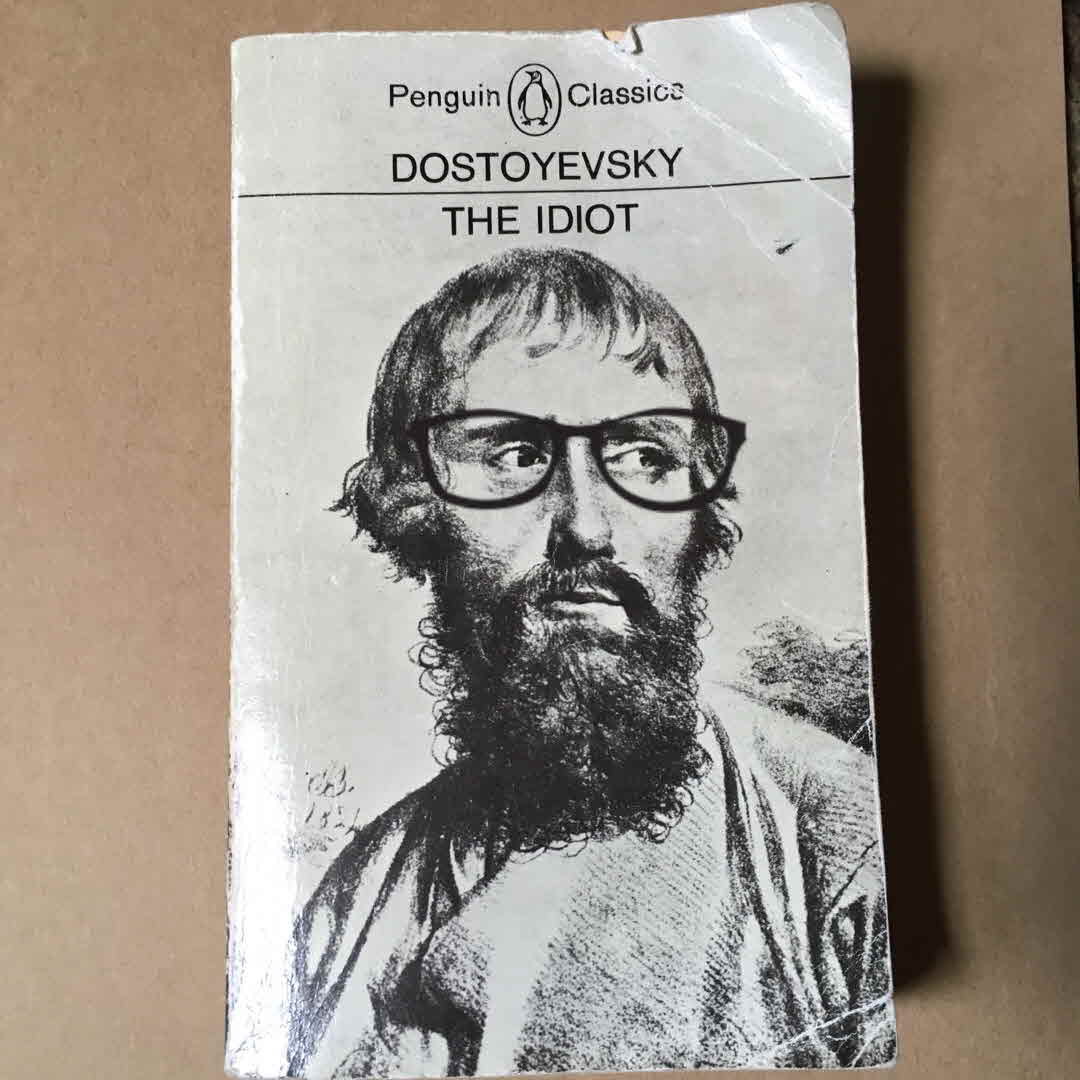 Penguin Classics
DOSTOYEVSKY
THE IDIOT